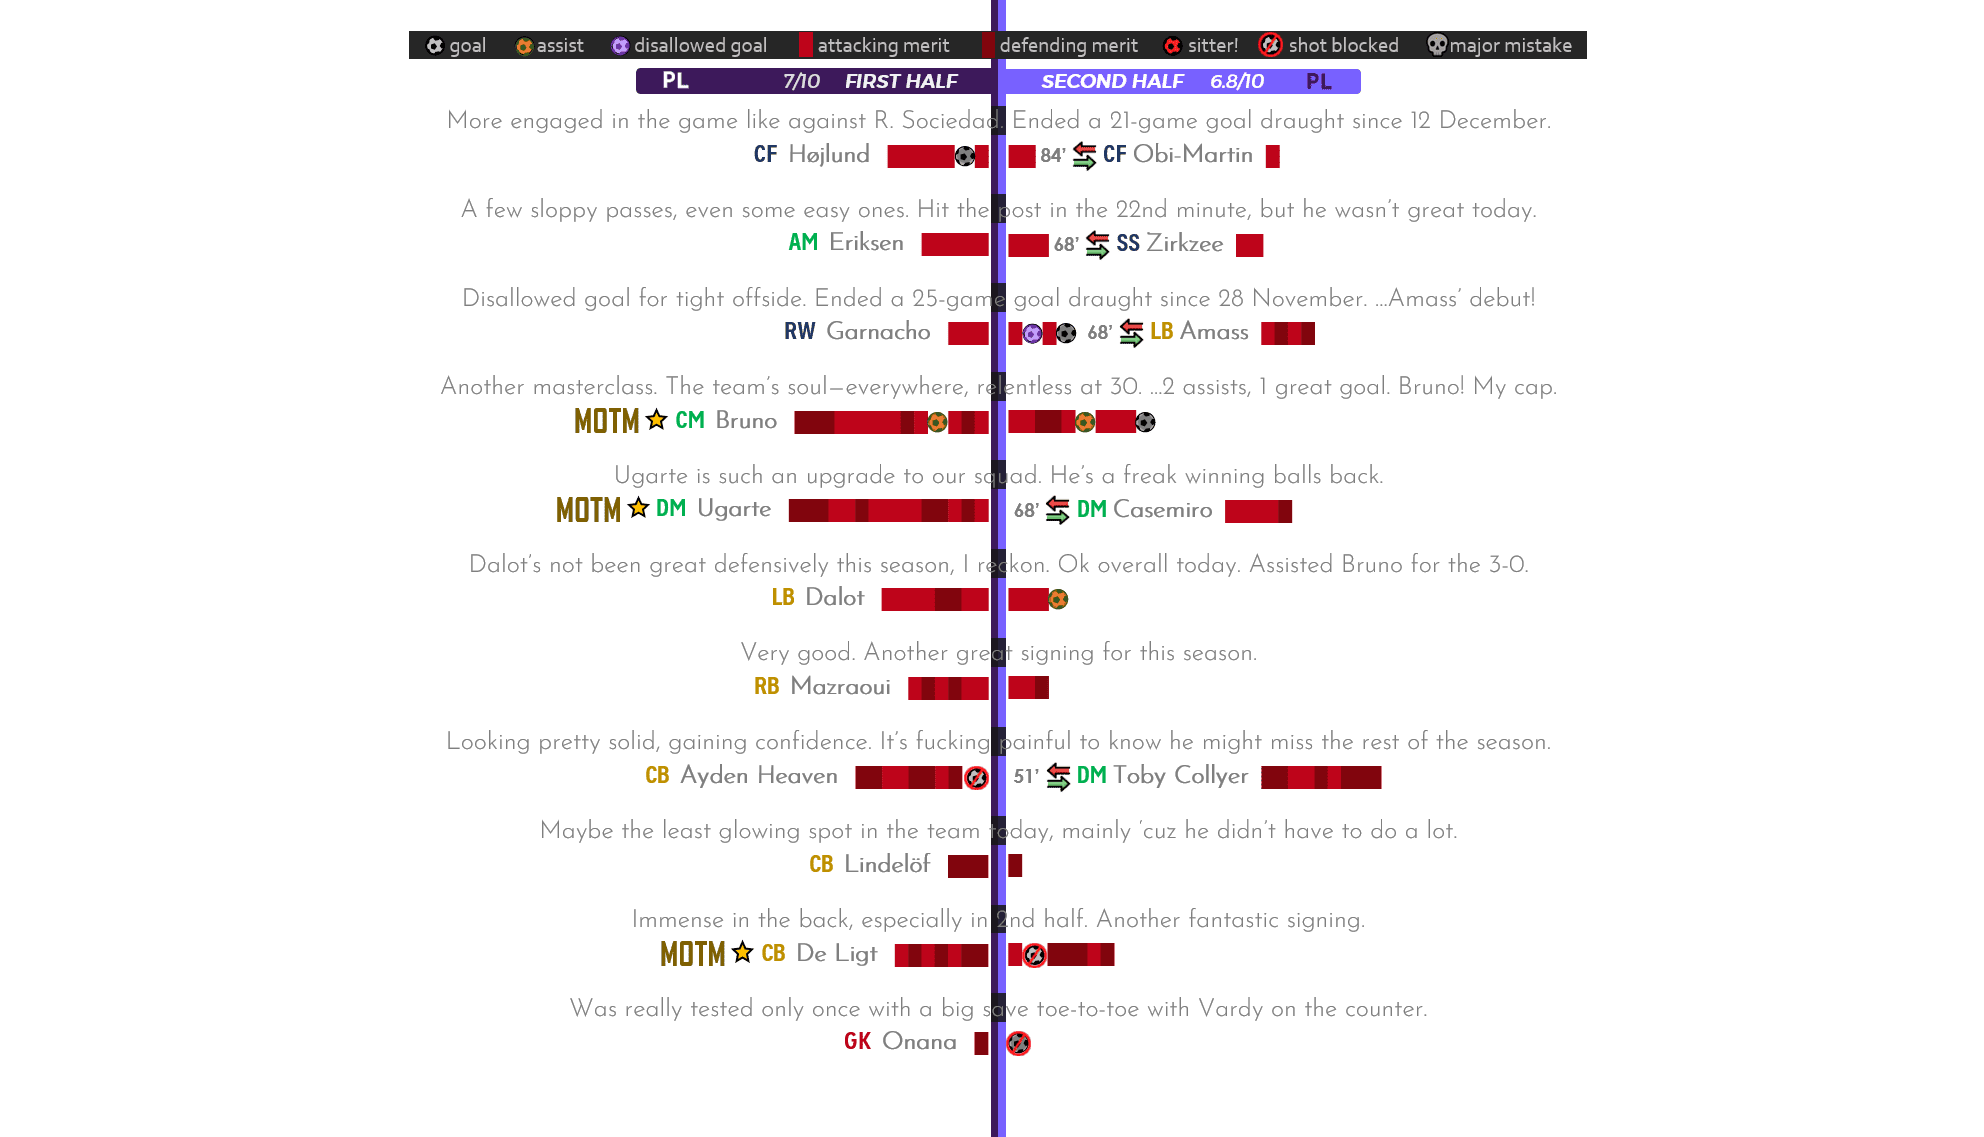 goal assist disallowed goal attacking merit defending merit sitter! shot blocked major mistake
PL 7/10 FIRST HALF SECOND HALF 6.8/10 PL
More engaged in the game like against R. Sociedad. Ended a 21-game goal draught since 12 December.
CF Højlund 84' CF Obi-Martin
A few sloppy passes, even some easy ones. Hit the post in the 22nd minute, but he wasn't great today.
AM Eriksen 68' SS Zirkzee
Disallowed goal for tight offside. Ended a 25-game goal draught since 28 November. ...Amass' debut!
RW Garnacho 68' LB Amass
Another masterclass. The team's soul—everywhere, relentless at 30. ...2 assists, 1 great goal. Bruno! My cap.
MOTM CM Bruno
Ugarte is such an upgrade to our squad. He's a freak winning balls back.
MOTM DM Ugarte 68' DM Casemiro
Dalot's not been great defensively this season, I reckon. Ok overall today. Assisted Bruno for the 3-0.
LB Dalot
Very good. Another great signing for this season.
RB Mazraoui
Looking pretty solid, gaining confidence. It's fucking painful to know he might miss the rest of the season.
CB Ayden Heaven 51' DM Toby Collyer
Maybe the least glowing spot in the team today, mainly 'cuz he didn't have to do a lot.
CB Lindelöf
Immense in the back, especially in 2nd half. Another fantastic signing.
MOTM CB De Ligt
Was really tested only once with a big save toe-to-toe with Vardy on the counter.
GK Onana